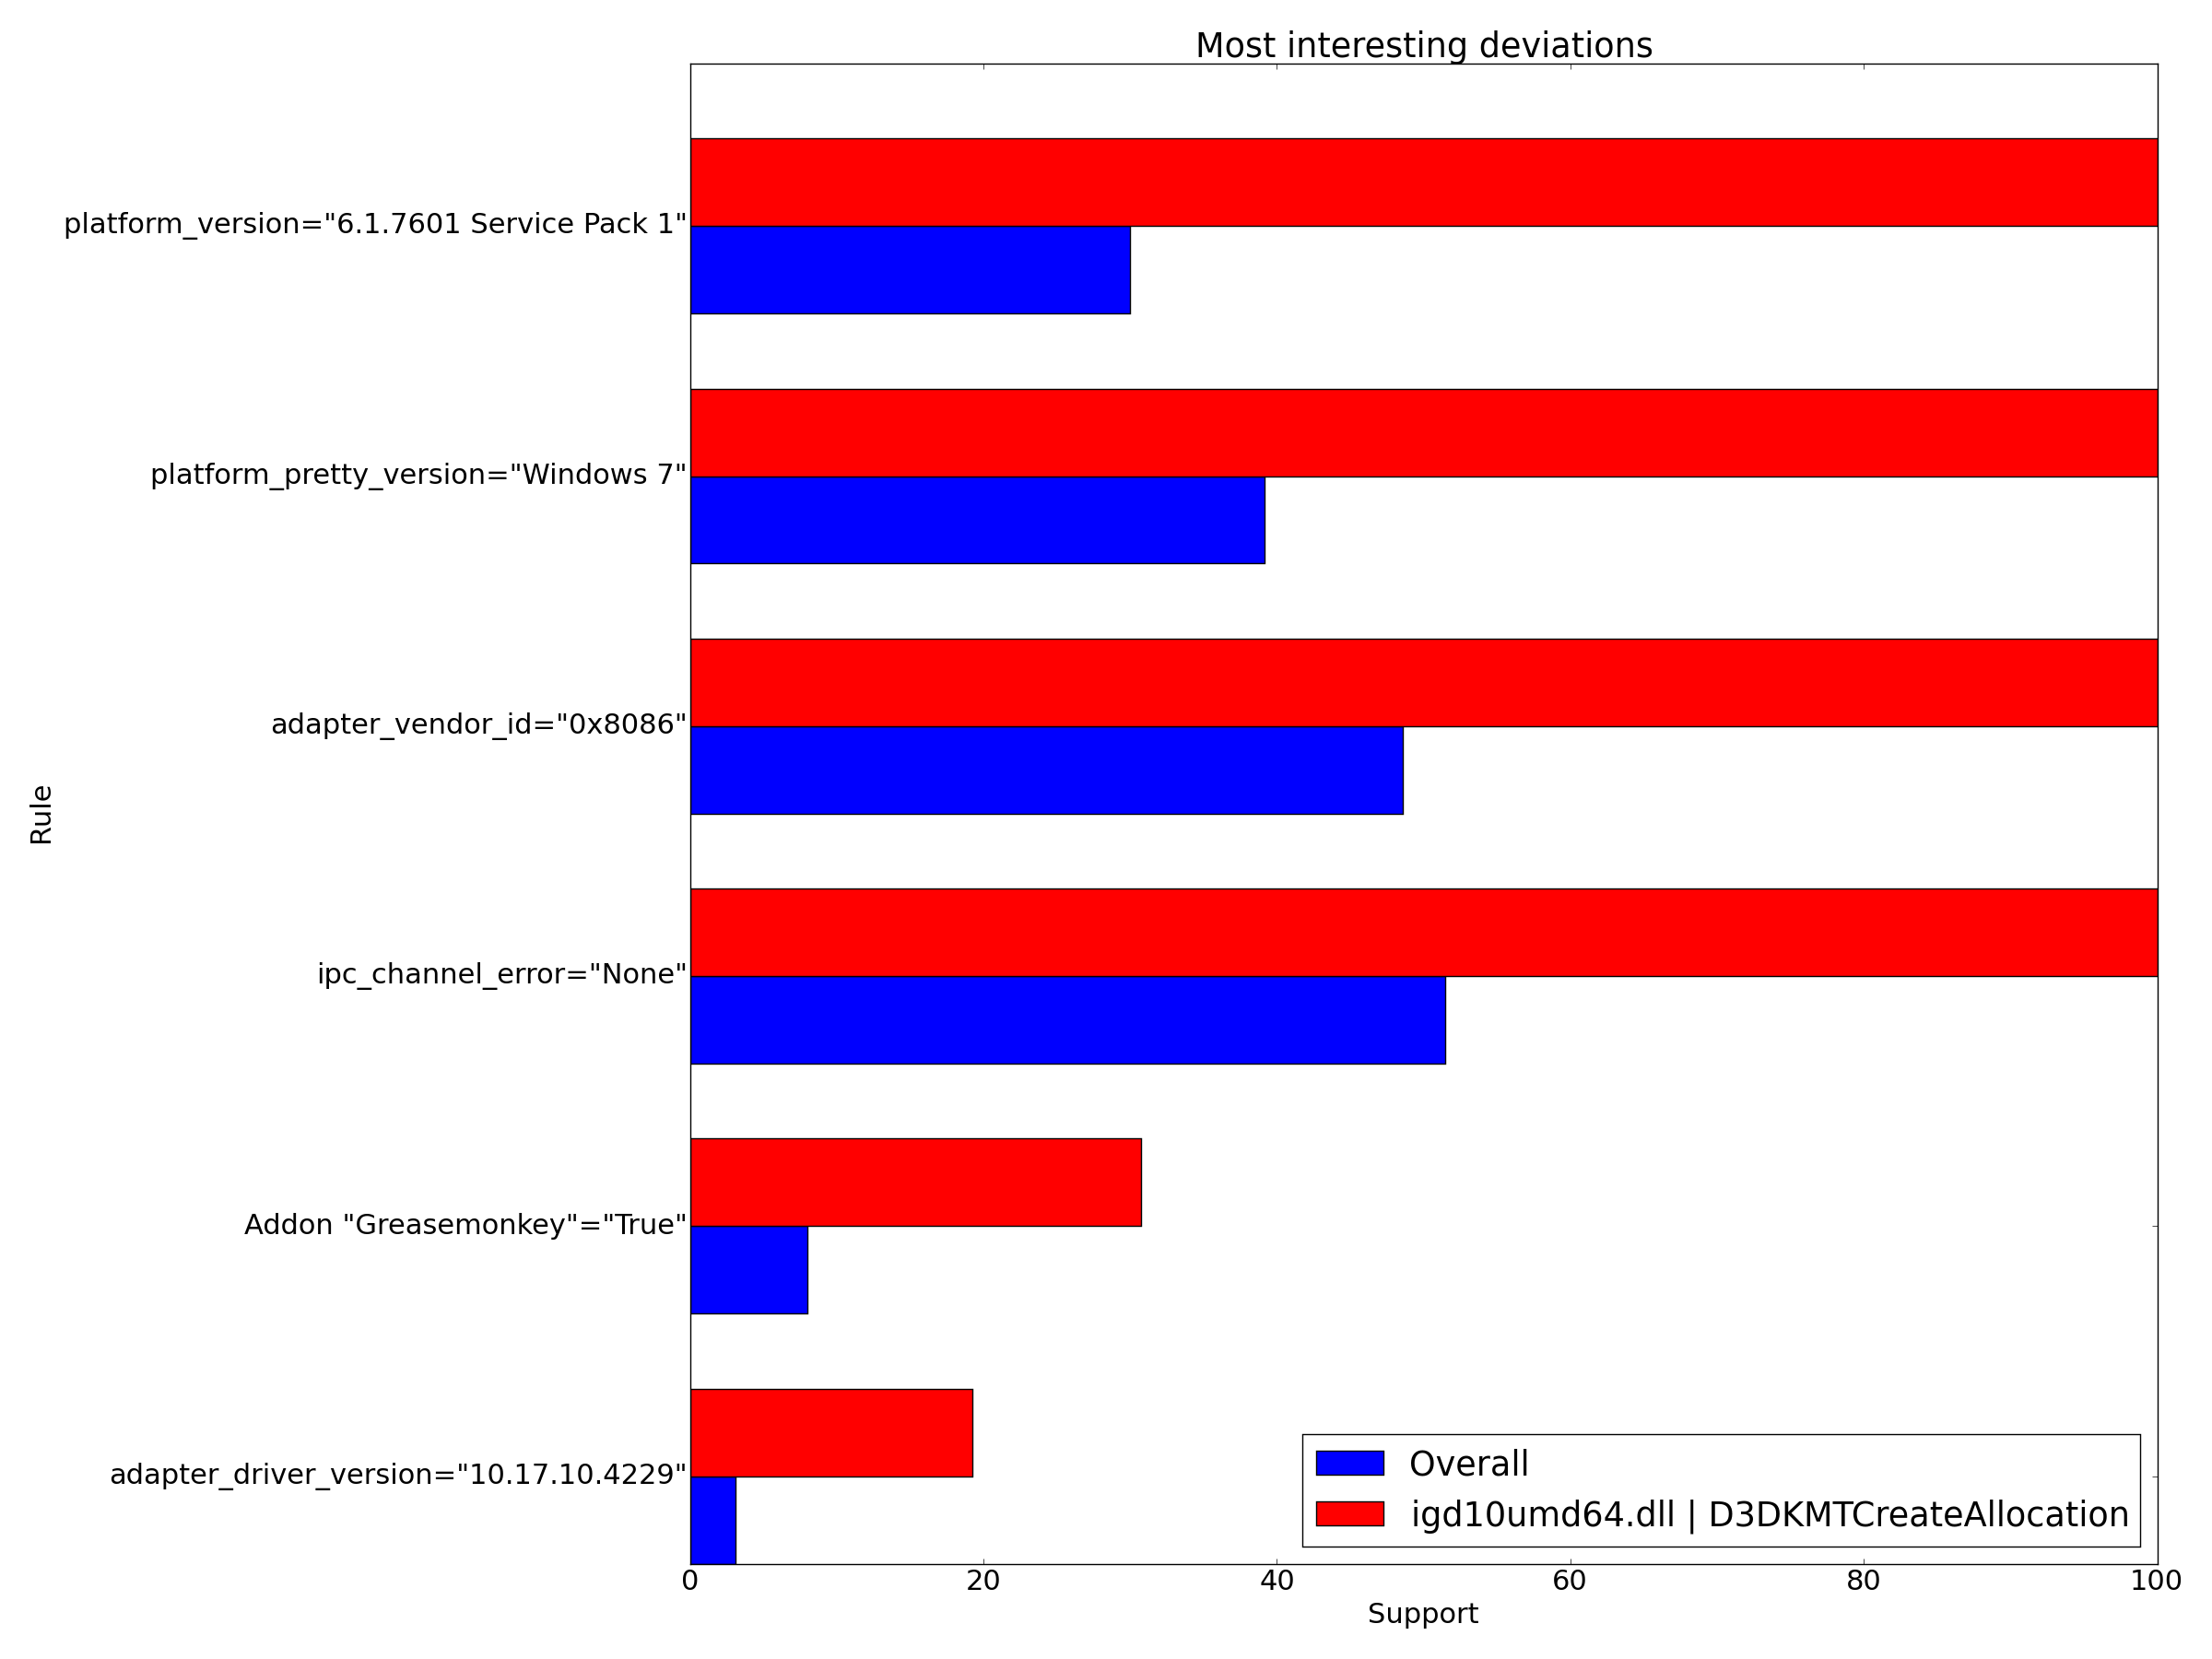 Most interesting deviations
platform_version="6.1.7601 Service Pack 1"
platform_pretty_version="Windows 7"
adapter_vendor_id="0x8086"
Rule
ipc_channel_error="None"
Addon "Greasemonkey"="True"
adapter_driver_version="10.17.10.4229"
Overall
igd10umd64.dll | D3DKMTCreateAllocation
0 20 40 60 80 100
Support